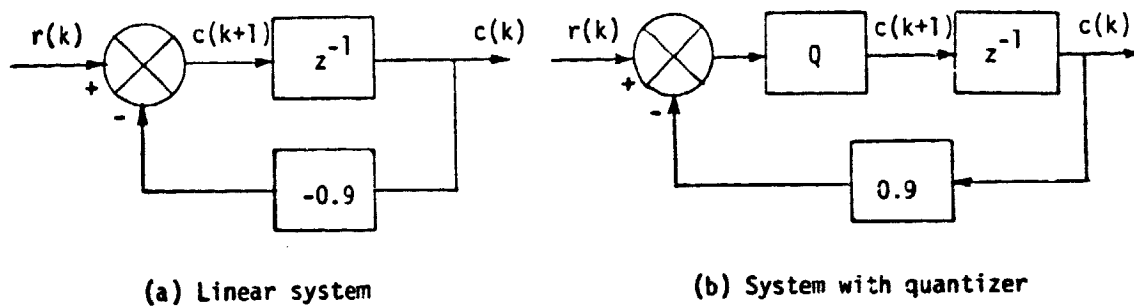 r(k)
c(k+1)
c(k)
+
-
z^-1
-0.9
(a) Linear system
r(k)
c(k+1)
c(k)
+
-
Q
z^-1
0.9
(b) System with quantizer